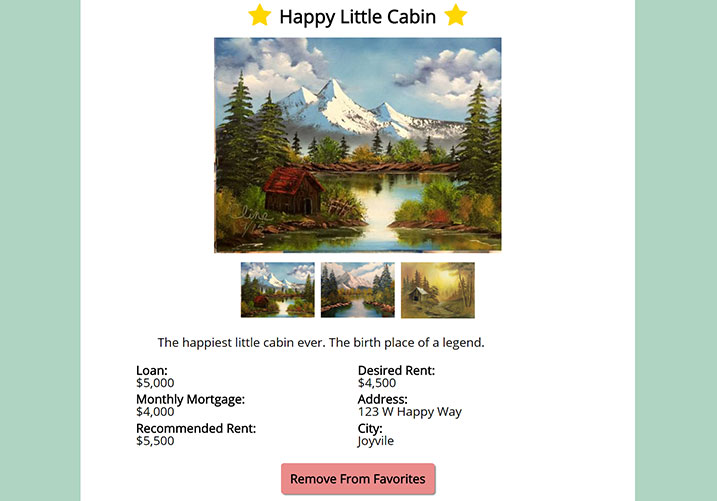 Happy Little Cabin
The happiest little cabin ever. The birth place of a legend.
Loan:
$5,000
Monthly Mortgage:
$4,000
Recommended Rent:
$5,500
Desired Rent:
$4,500
Address:
123 W Happy Way
City:
Joyvile
Remove From Favorites